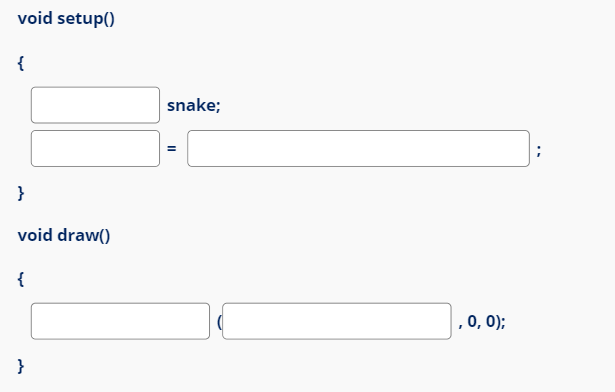 void setup()
{
snake;
= ;
}
void draw()
{
( , 0, 0);
}